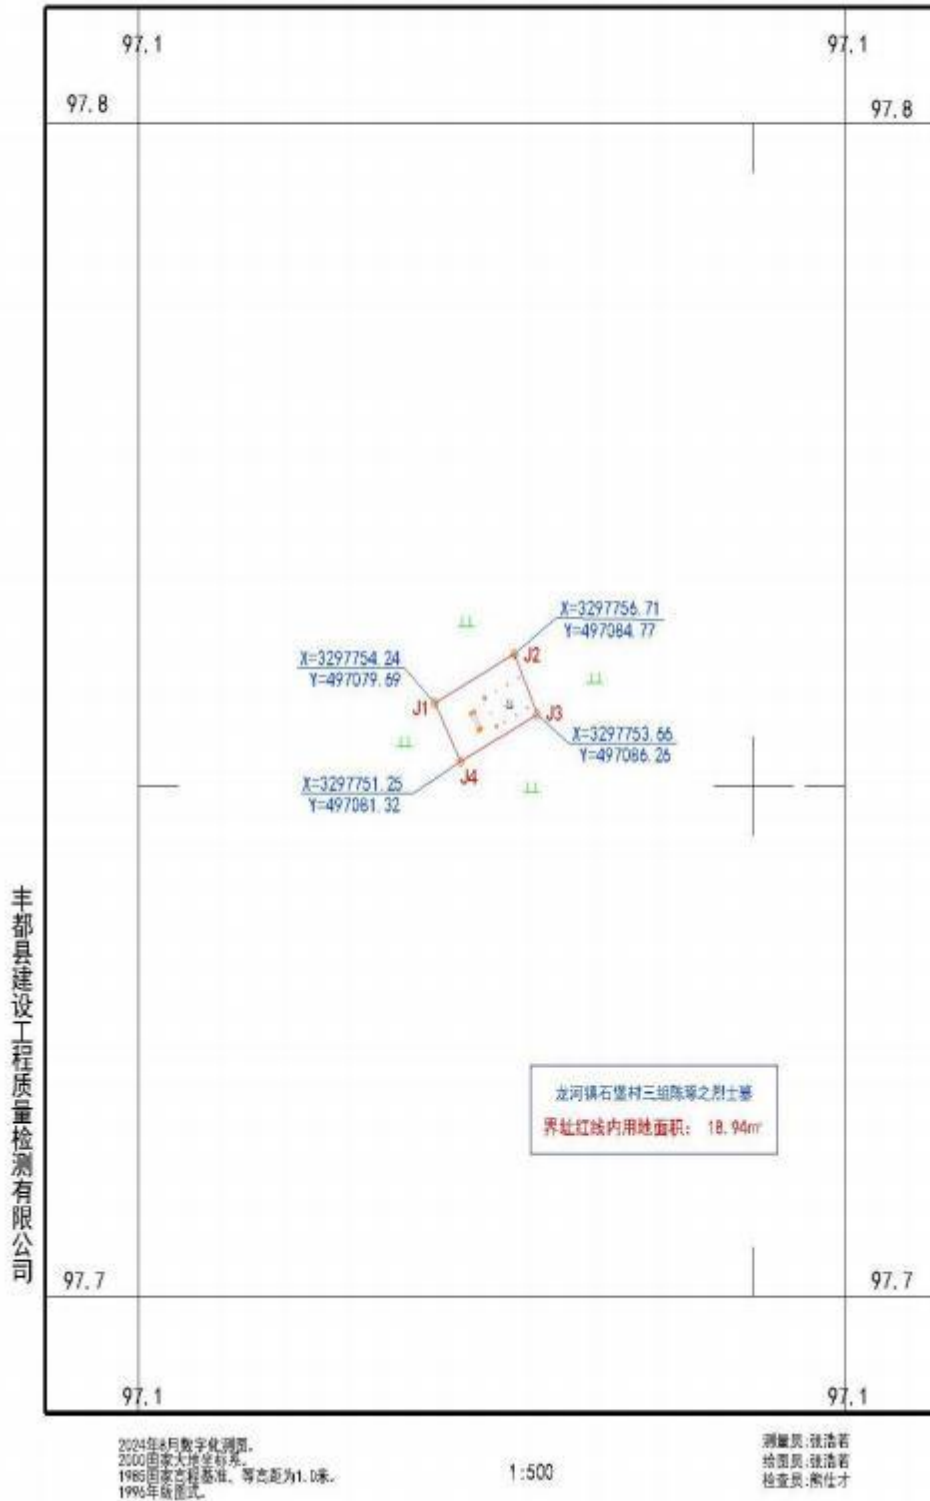 97.1
97.1
97.8
97.8
X=3297756.71
Y=497084.77
J2
X=3297754.24
Y=497079.69
J1
J3
X=3297753.66
Y=497086.26
J4
X=3297751.25
Y=497081.32
丰都县建设工程质量检测有限公司
龙河镇石堡村三组陈琢之烈士墓
界址红线内用地面积： 18.94㎡
97.7
97.7
97.1
97.1
2024年8月数字化测图。
2000国家大地坐标系。
1985国家高程基准，等高距为1.0米。
1996年版图式。
1:500
测量员:张浩若
绘图员:张浩若
检查员:熊仕才